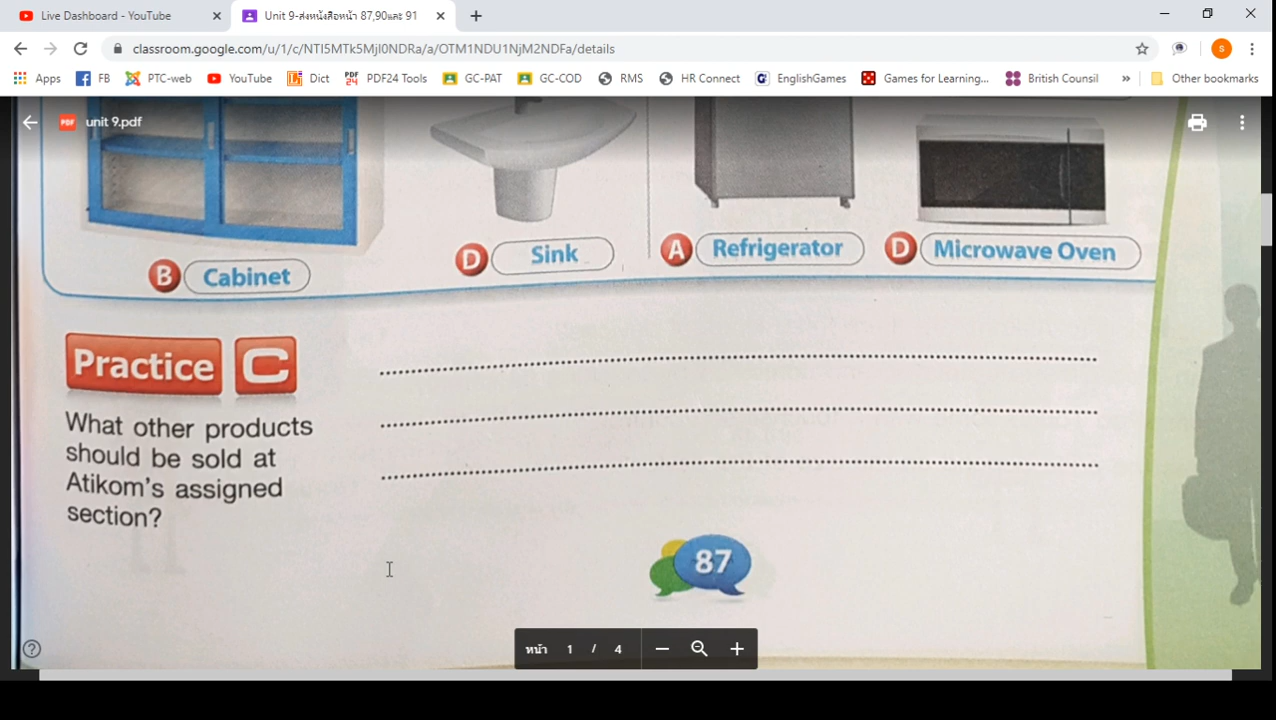 Live Dashboard - YouTube
Unit 9-ส่งหนังสือหน้า 87,90และ 91
classroom.google.com/u/1/c/NTI5MTk5MjI0NDRa/a/OTM1NDU1NjM2NDFa/details
Apps FB PTC-web YouTube Dict PDF24 Tools GC-PAT GC-COD RMS HR Connect EnglishGames Games for Learning... British Counsil » Other bookmarks
PDF unit 9.pdf
B Cabinet
D Sink
A Refrigerator
D Microwave Oven
Practice C
What other products
should be sold at
Atikom's assigned
section?
87
หน้า 1 / 4